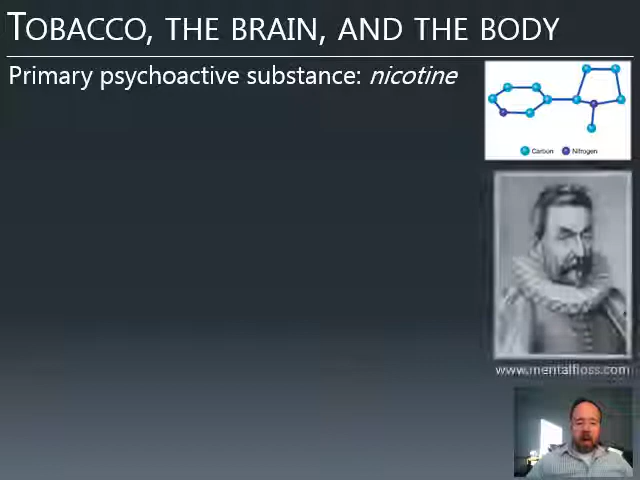 TOBACCO, THE BRAIN, AND THE BODY
Primary psychoactive substance: nicotine
Carbon Nitrogen
www.mentalfloss.com